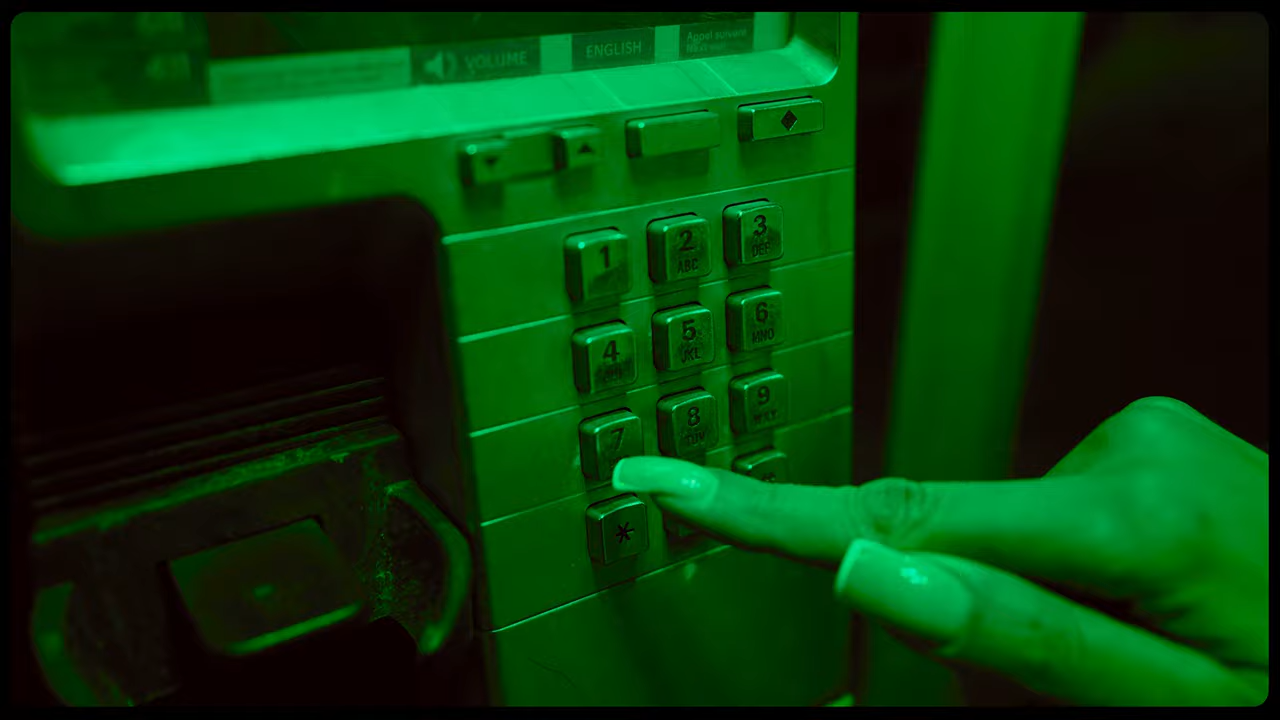 VOLUME
ENGLISH
Appel suivant
1
2
ABC
3
DEF
4
5
JKL
6
MNO
7
8
TUV
9
WXY
*